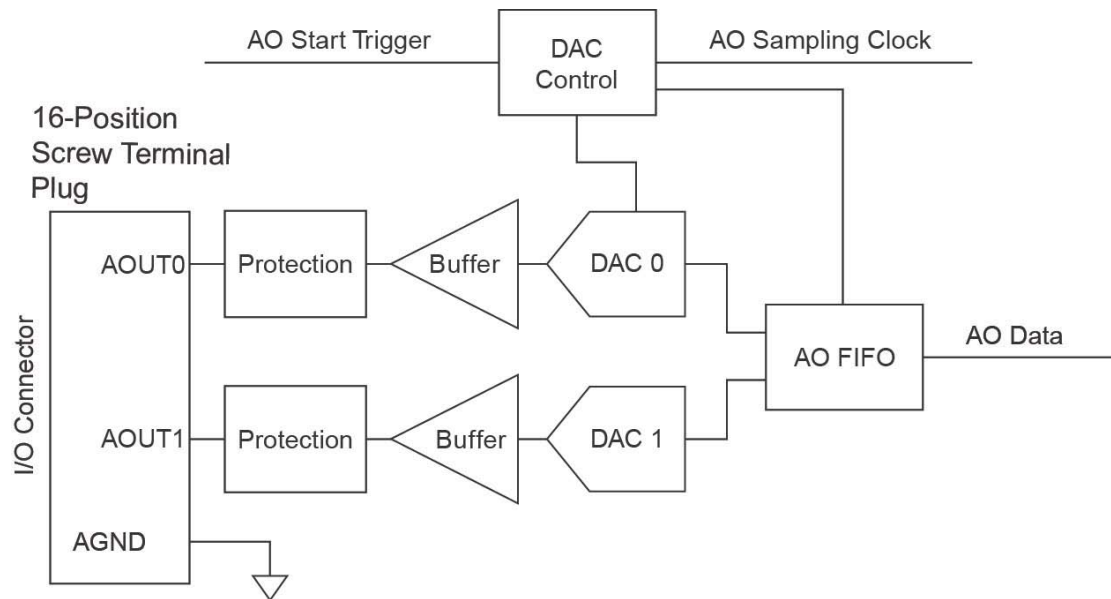 AO Start Trigger
DAC
Control
AO Sampling Clock
16-Position
Screw Terminal
Plug
I/O Connector
AOUT0
Protection
Buffer
DAC 0
AO FIFO
AO Data
AOUT1
Protection
Buffer
DAC 1
AGND